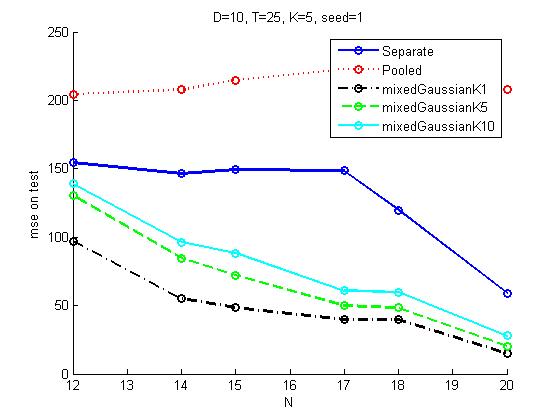 D=10, T=25, K=5, seed=1
250
200
150
100
50
0
mse on test
Separate
Pooled
mixedGaussianK1
mixedGaussianK5
mixedGaussianK10
12 13 14 15 16 17 18 19 20
N